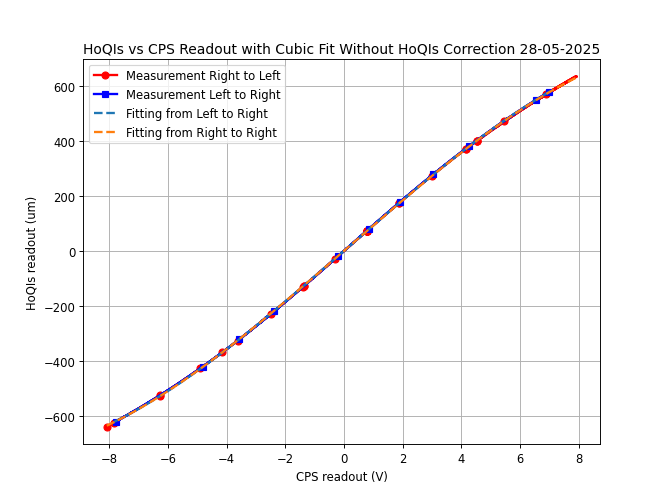 HoQIs vs CPS Readout with Cubic Fit Without HoQIs Correction 28-05-2025
Measurement Right to Left
Measurement Left to Right
Fitting from Left to Right
Fitting from Right to Right
600
400
200
0
−200
−400
−600
HoQIs readout (um)
−8
−6
−4
−2
0
2
4
6
8
CPS readout (V)